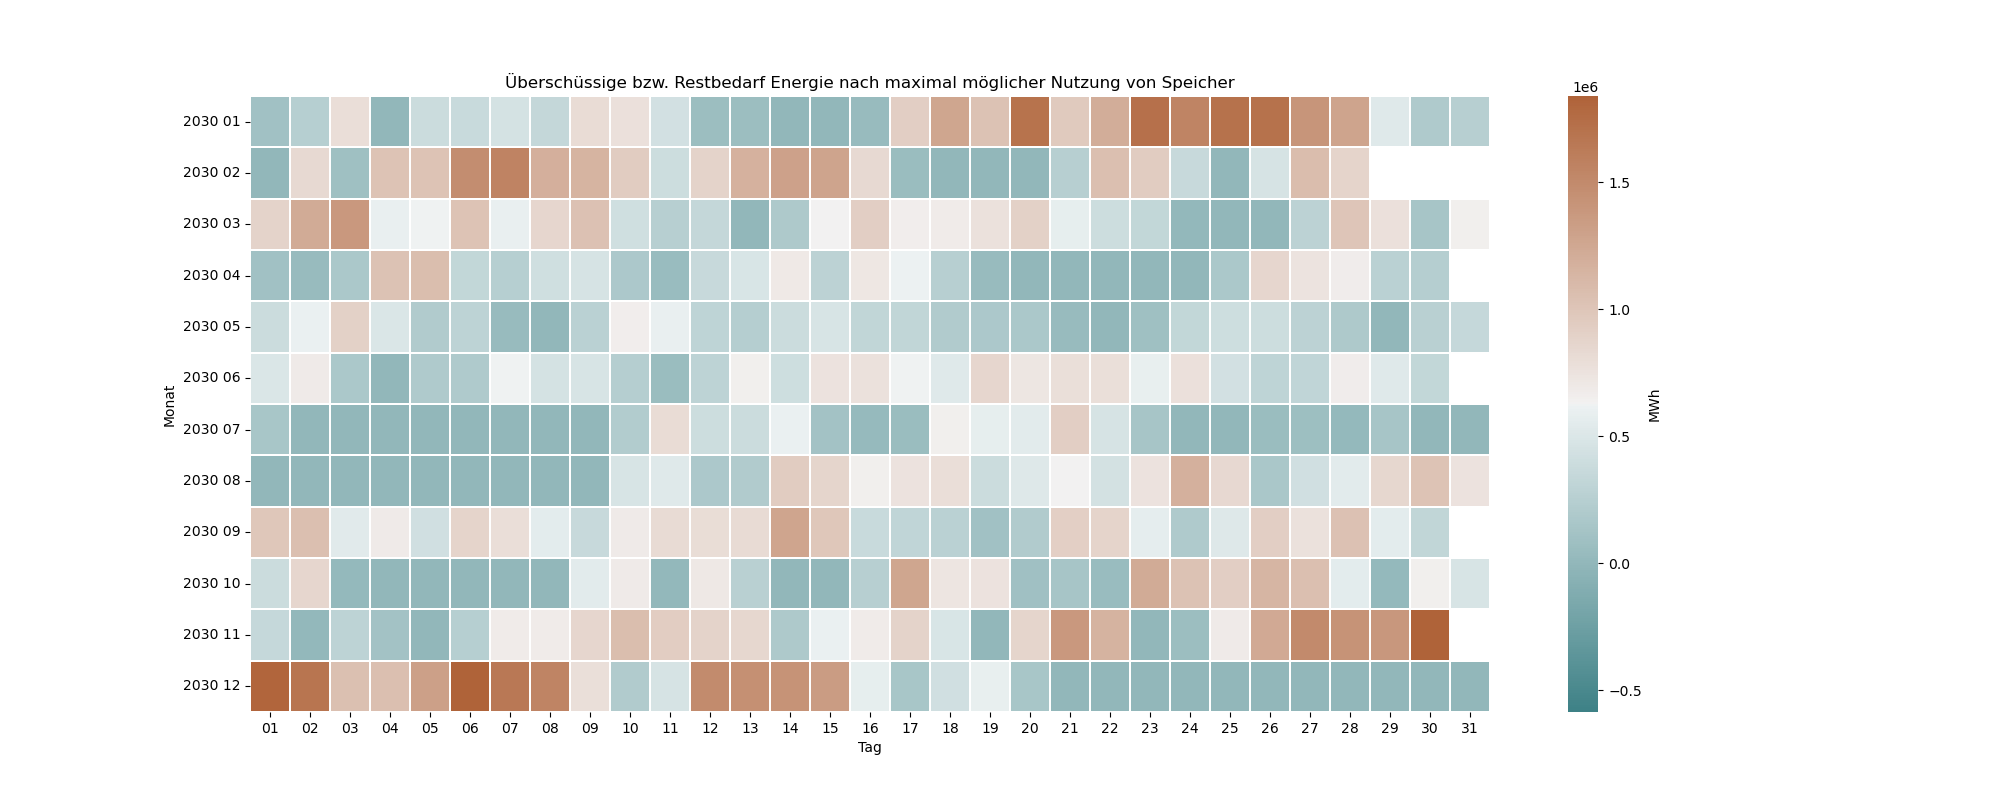 Überschüssige bzw. Restbedarf Energie nach maximal möglicher Nutzung von Speicher
1e6
2030 01
2030 02
2030 03
2030 04
2030 05
2030 06
2030 07
2030 08
2030 09
2030 10
2030 11
2030 12
Monat
01 02 03 04 05 06 07 08 09 10 11 12 13 14 15 16 17 18 19 20 21 22 23 24 25 26 27 28 29 30 31
Tag
1.5
1.0
0.5
0.0
−0.5
MWh